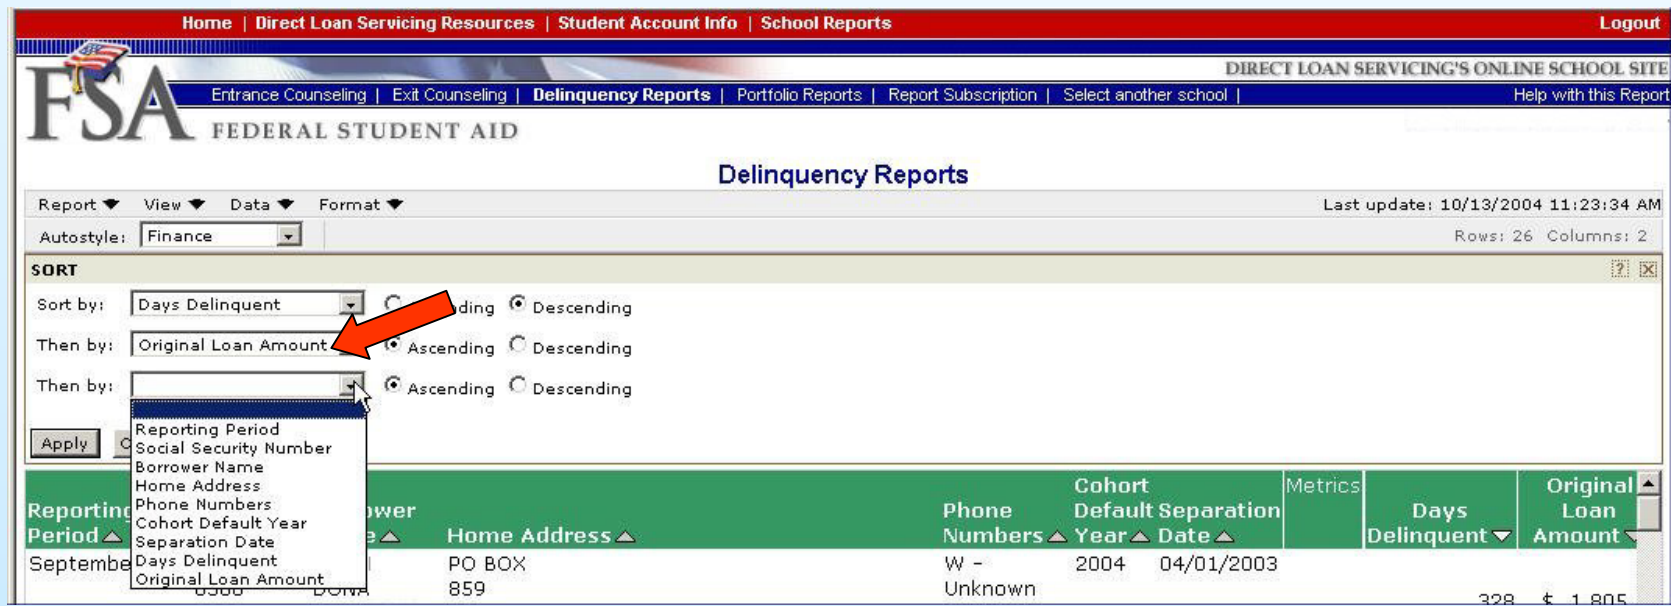 Home | Direct Loan Servicing Resources | Student Account Info | School Reports Logout
DIRECT LOAN SERVICING'S ONLINE SCHOOL SITE
FSA
Entrance Counseling | Exit Counseling | Delinquency Reports | Portfolio Reports | Report Subscription | Select another school | Help with this Report
FEDERAL STUDENT AID
Delinquency Reports
Report View Data Format Last update: 10/13/2004 11:23:34 AM
Autostyle: Finance Rows: 26 Columns: 2
SORT ? X
Sort by: Days Delinquent nding Descending
Then by: Original Loan Amount Ascending Descending
Then by: Ascending Descending
Reporting Period
Apply C Social Security Number
Borrower Name
Home Address
Phone Numbers
Cohort Default Year
Separation Date
Days Delinquent
Original Loan Amount
Cohort Metrics Original
Reporting ower Phone Default Separation Days Loan
Period e Home Address Numbers Year Date Delinquent Amount
Septembe PO BOX W - 2004 04/01/2003
859 Unknown
328 $ 1,805